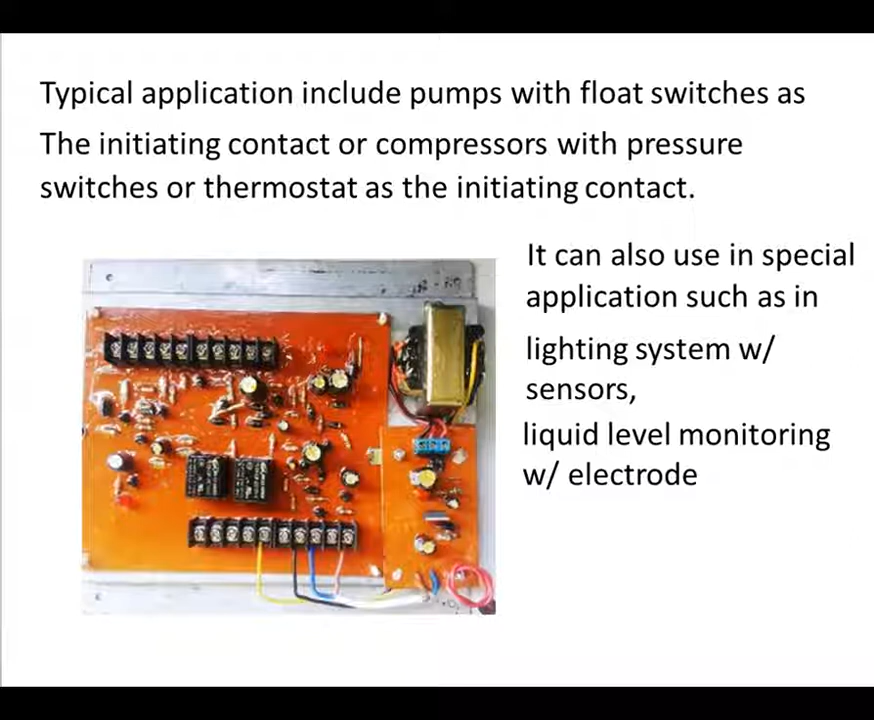 Typical application include pumps with float switches as
The initiating contact or compressors with pressure
switches or thermostat as the initiating contact.
It can also use in special
application such as in
lighting system w/
sensors,
liquid level monitoring
w/ electrode